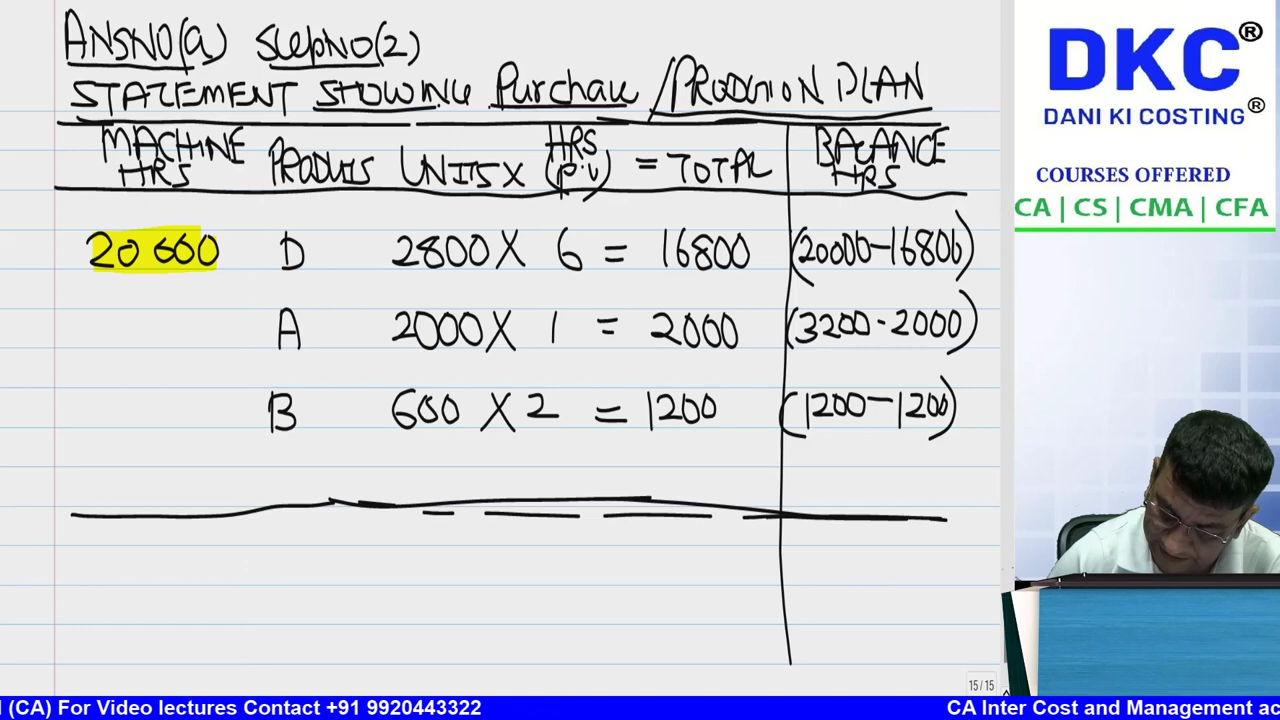 ANSNO(a) StepNO(2)
STATEMENT SHOWING Purchase /PRODCTION PLAN
MACHINE HRS PRODUTS UNITS X HRS (P.U) = TOTAL BALANCE HRS
20 000 D 2800 X 6 = 16800 (20000-16800)
A 2000 X 1 = 2000 (3200-2000)
B 600 X 2 = 1200 (1200-1200)
15/15
DKC®
DANI KI COSTING®
COURSES OFFERED
CA | CS | CMA | CFA
(CA) For Video lectures Contact +91 9920443322
CA Inter Cost and Management ac